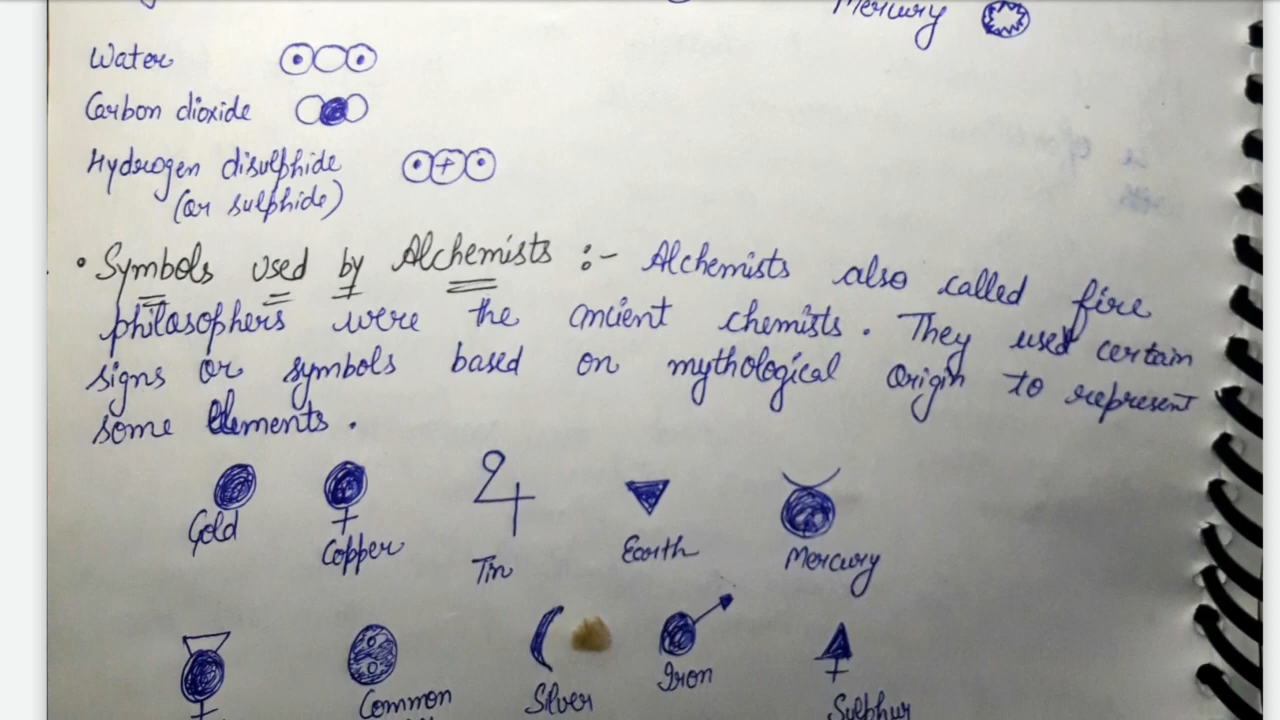 Mercury
Water
Carbon dioxide
Hydrogen disulphide
(or sulphide)
• Symbols used by Alchemists :- Alchemists also called fire
philosophers were the ancient chemists. They used certain
signs or symbols based on mythological origin to represent
some Elements.
Gold Copper Tin Earth Mercury
Common Silver Iron Sulphur